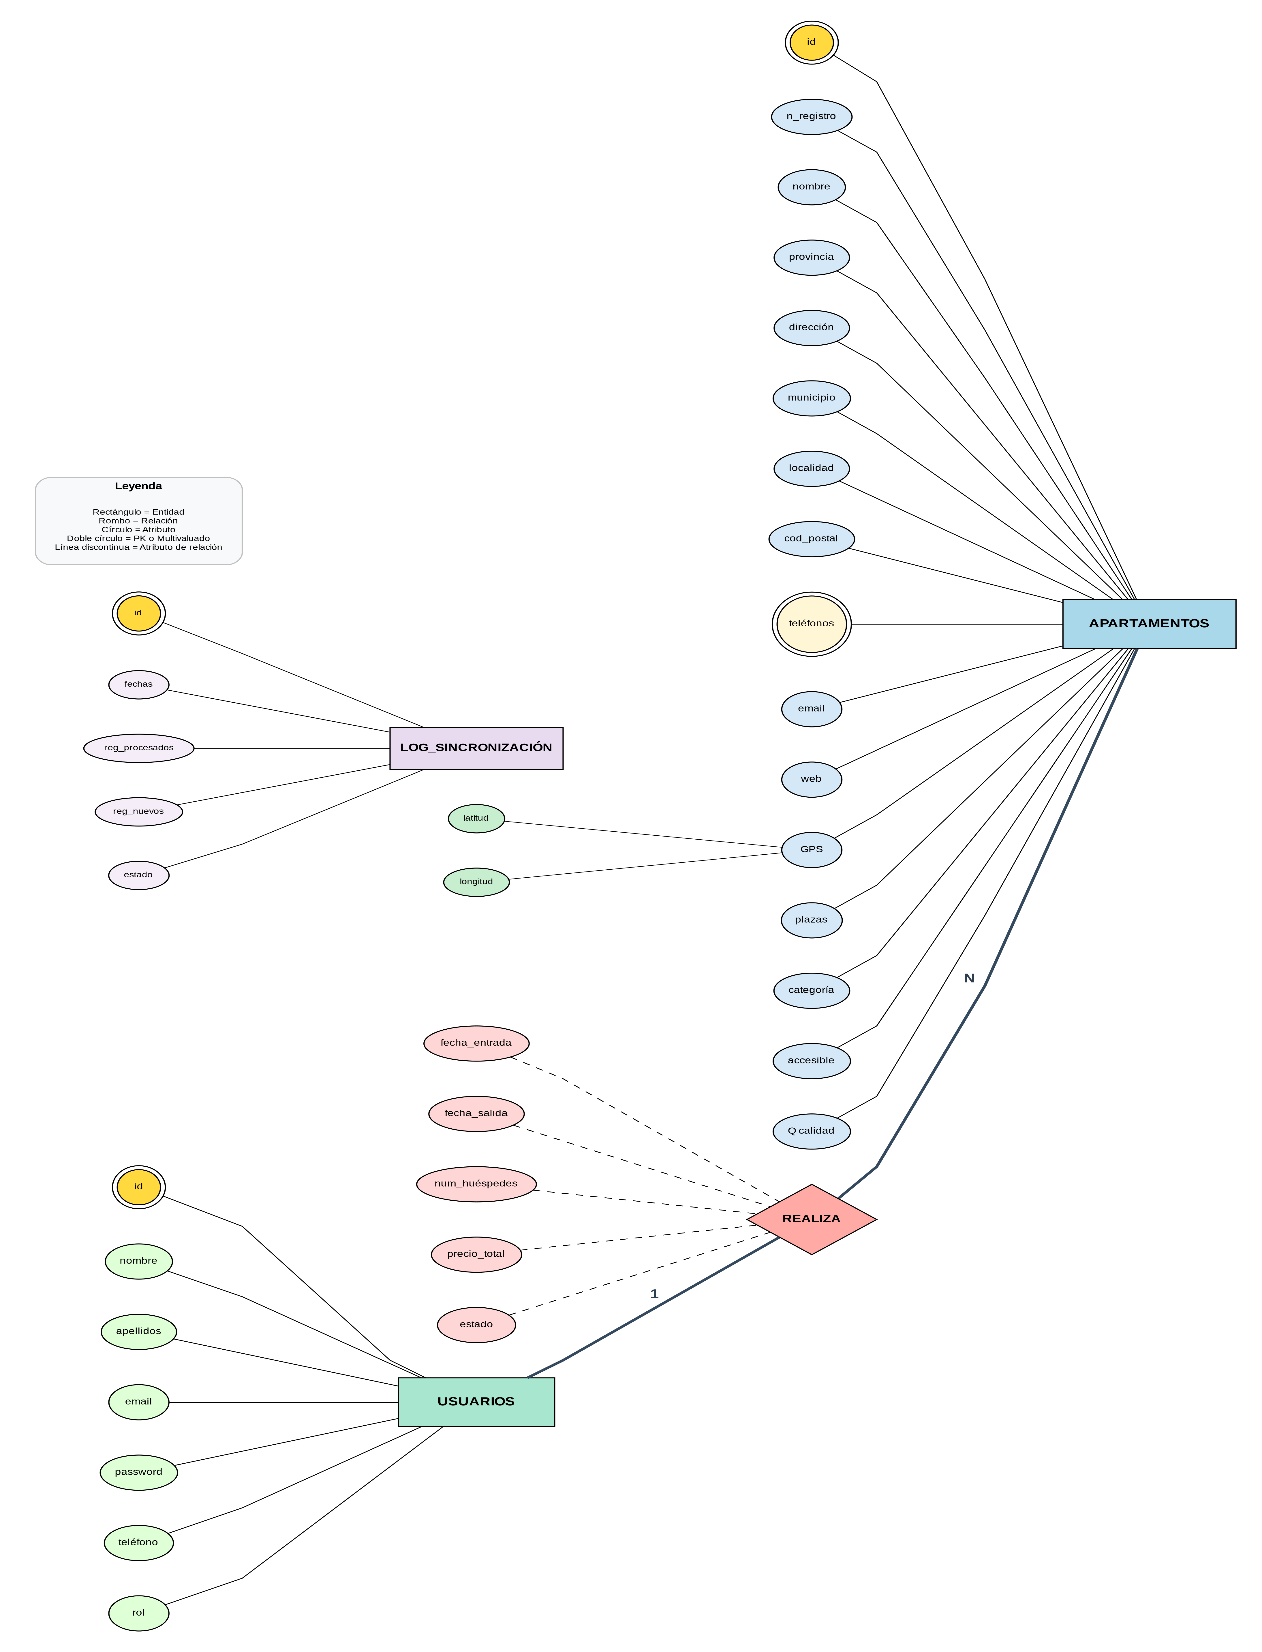 id
n_registro
nombre
provincia
dirección
municipio
localidad
cod_postal
teléfonos
email
web
GPS
plazas
categoría
accesible
Q calidad
APARTAMENTOS
Leyenda
Rectángulo = Entidad
Rombo = Relación
Círculo = Atributo
Doble círculo = PK o Multivaluado
Línea discontinua = Atributo de relación
id
fechas
reg_procesados
reg_nuevos
estado
LOG_SINCRONIZACIÓN
latitud
longitud
N
fecha_entrada
fecha_salida
num_huéspedes
precio_total
estado
REALIZA
1
id
nombre
apellidos
email
password
teléfono
rol
USUARIOS